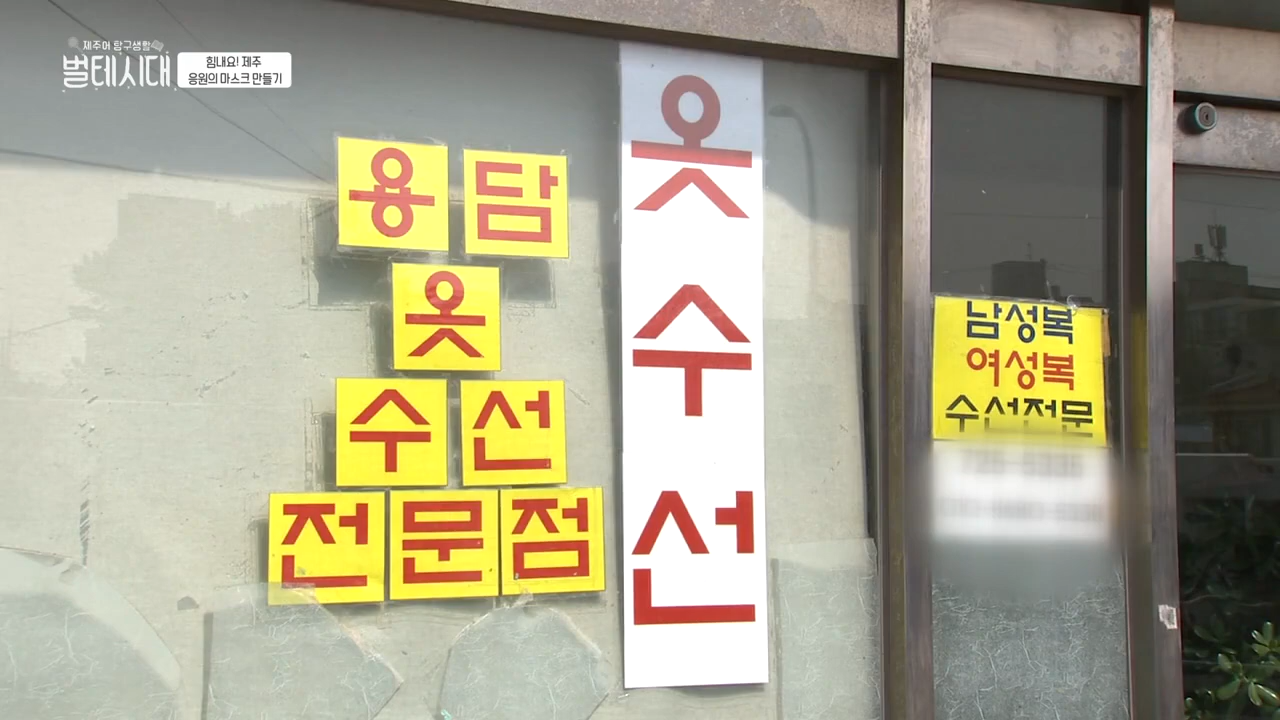 제주어 탐구생활
벌테시대
힘내요! 제주
응원의 마스크 만들기
용담
옷
수선
전문점
옷수선
남성복
여성복
수선전문